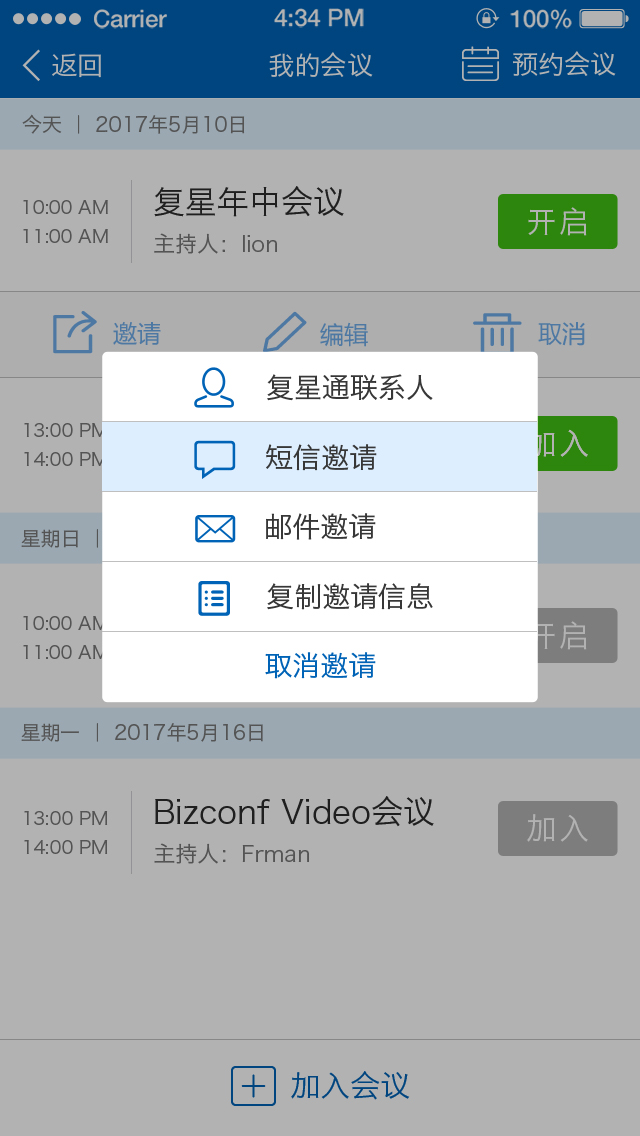 Carrier 4:34 PM 100%
返回 我的会议 预约会议
今天 | 2017年5月10日
10:00 AM
11:00 AM
复星年中会议
主持人：lion
开启
邀请 编辑 取消
13:00 PM
14:00 PM
加入
星期日 |
10:00 AM
11:00 AM
开启
复星通联系人
短信邀请
邮件邀请
复制邀请信息
取消邀请
星期一 | 2017年5月16日
13:00 PM
14:00 PM
Bizconf Video会议
主持人：Frman
加入
加入会议